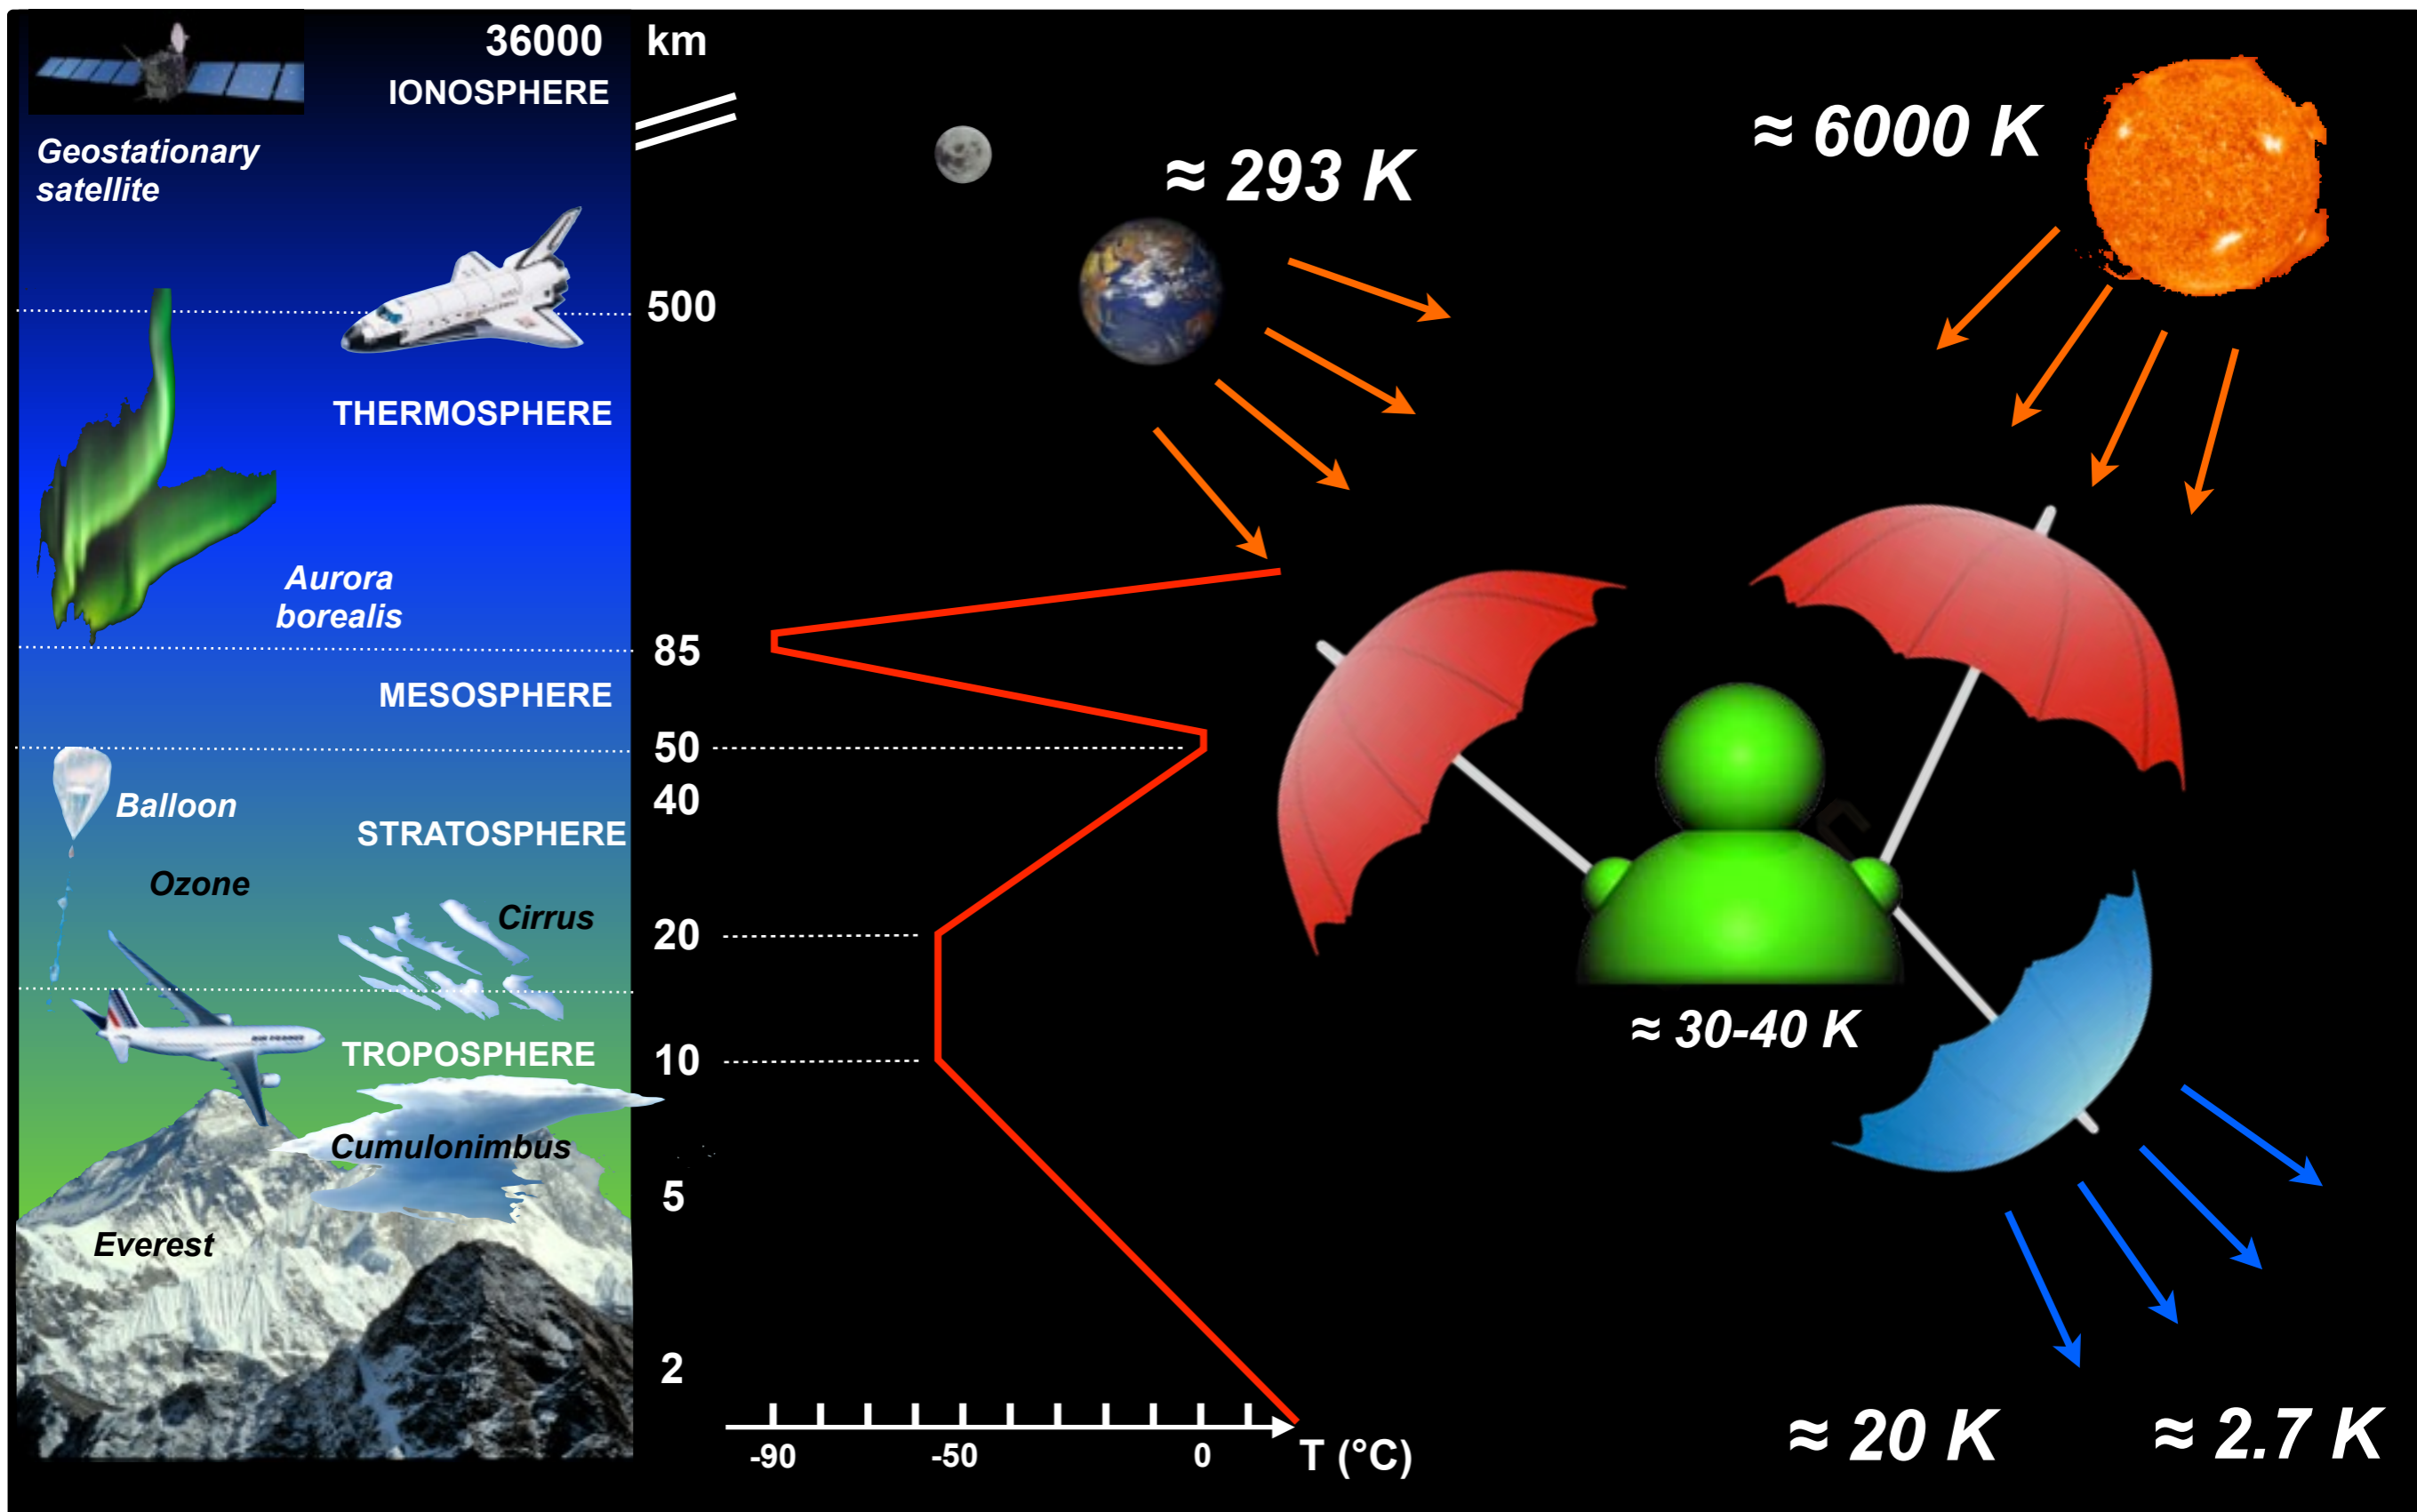 36000 km
IONOSPHERE
Geostationary
satellite
500
THERMOSPHERE
Aurora
borealis
85
MESOSPHERE
50
40
Balloon
STRATOSPHERE
Ozone
Cirrus
20
TROPOSPHERE
10
Cumulonimbus
5
Everest
2
-90
-50
0
T (°C)
≈ 293 K
≈ 6000 K
≈ 30-40 K
≈ 20 K
≈ 2.7 K